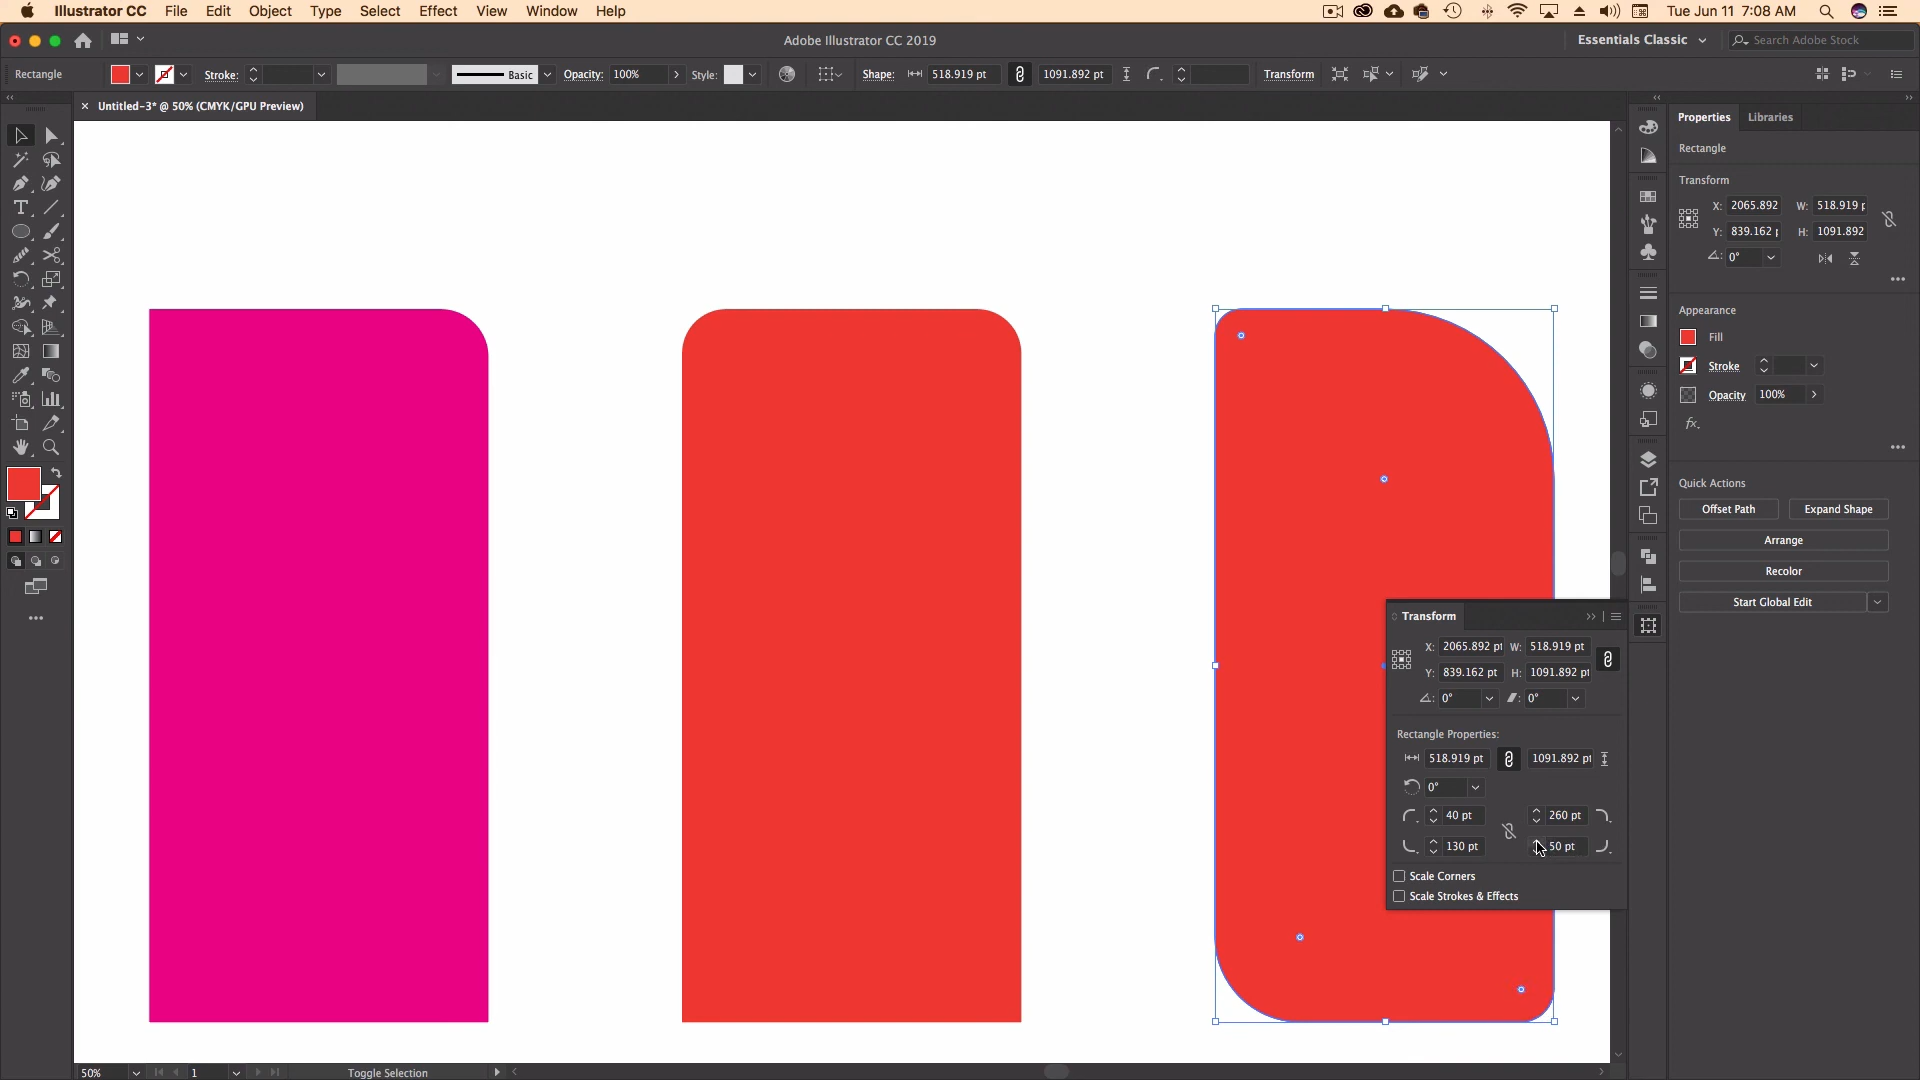 Illustrator CC File Edit Object Type Select Effect View Window Help Tue Jun 11 7:08 AM
Adobe Illustrator CC 2019 Essentials Classic Search Adobe Stock
Rectangle Stroke: Basic Opacity: 100% Style: Shape: 518.919 pt 1091.892 pt Transform
× Untitled-3* @ 50% (CMYK/GPU Preview)
Properties Libraries
Rectangle
Transform
X: 2065.892 W: 518.919 p
Y: 839.162 p H: 1091.892
0°
Appearance
Fill
Stroke
Opacity 100%
fx
Quick Actions
Offset Path Expand Shape
Arrange
Recolor
Start Global Edit
Transform
X: 2065.892 pt W: 518.919 pt
Y: 839.162 pt H: 1091.892 pt
0° 0°
Rectangle Properties:
518.919 pt 1091.892 pt
0°
40 pt 260 pt
130 pt 50 pt
Scale Corners
Scale Strokes & Effects
50% 1 Toggle Selection